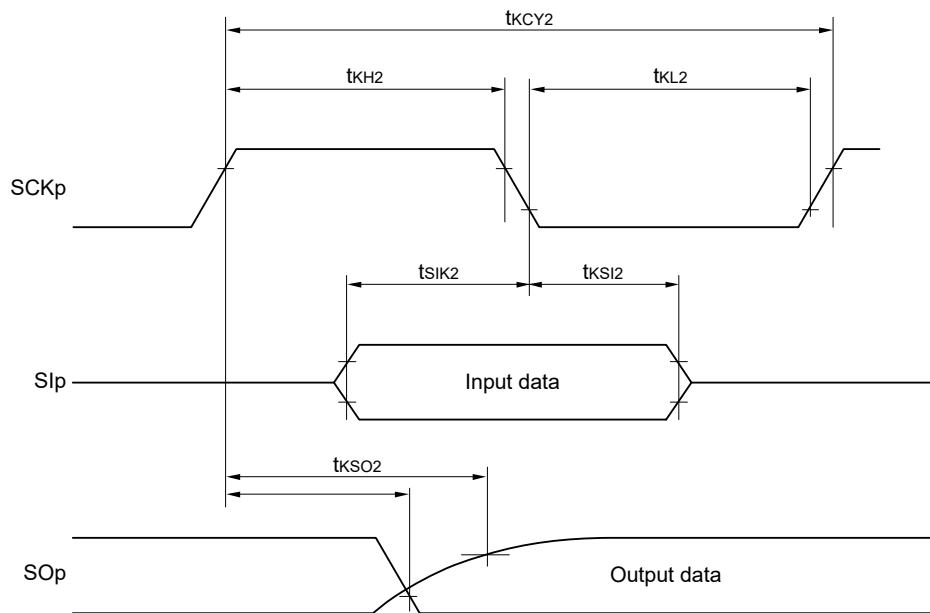 tKCY2
tKH2
tKL2
SCKp
tSIK2
tKSI2
SIp
Input data
tKSO2
SOp
Output data